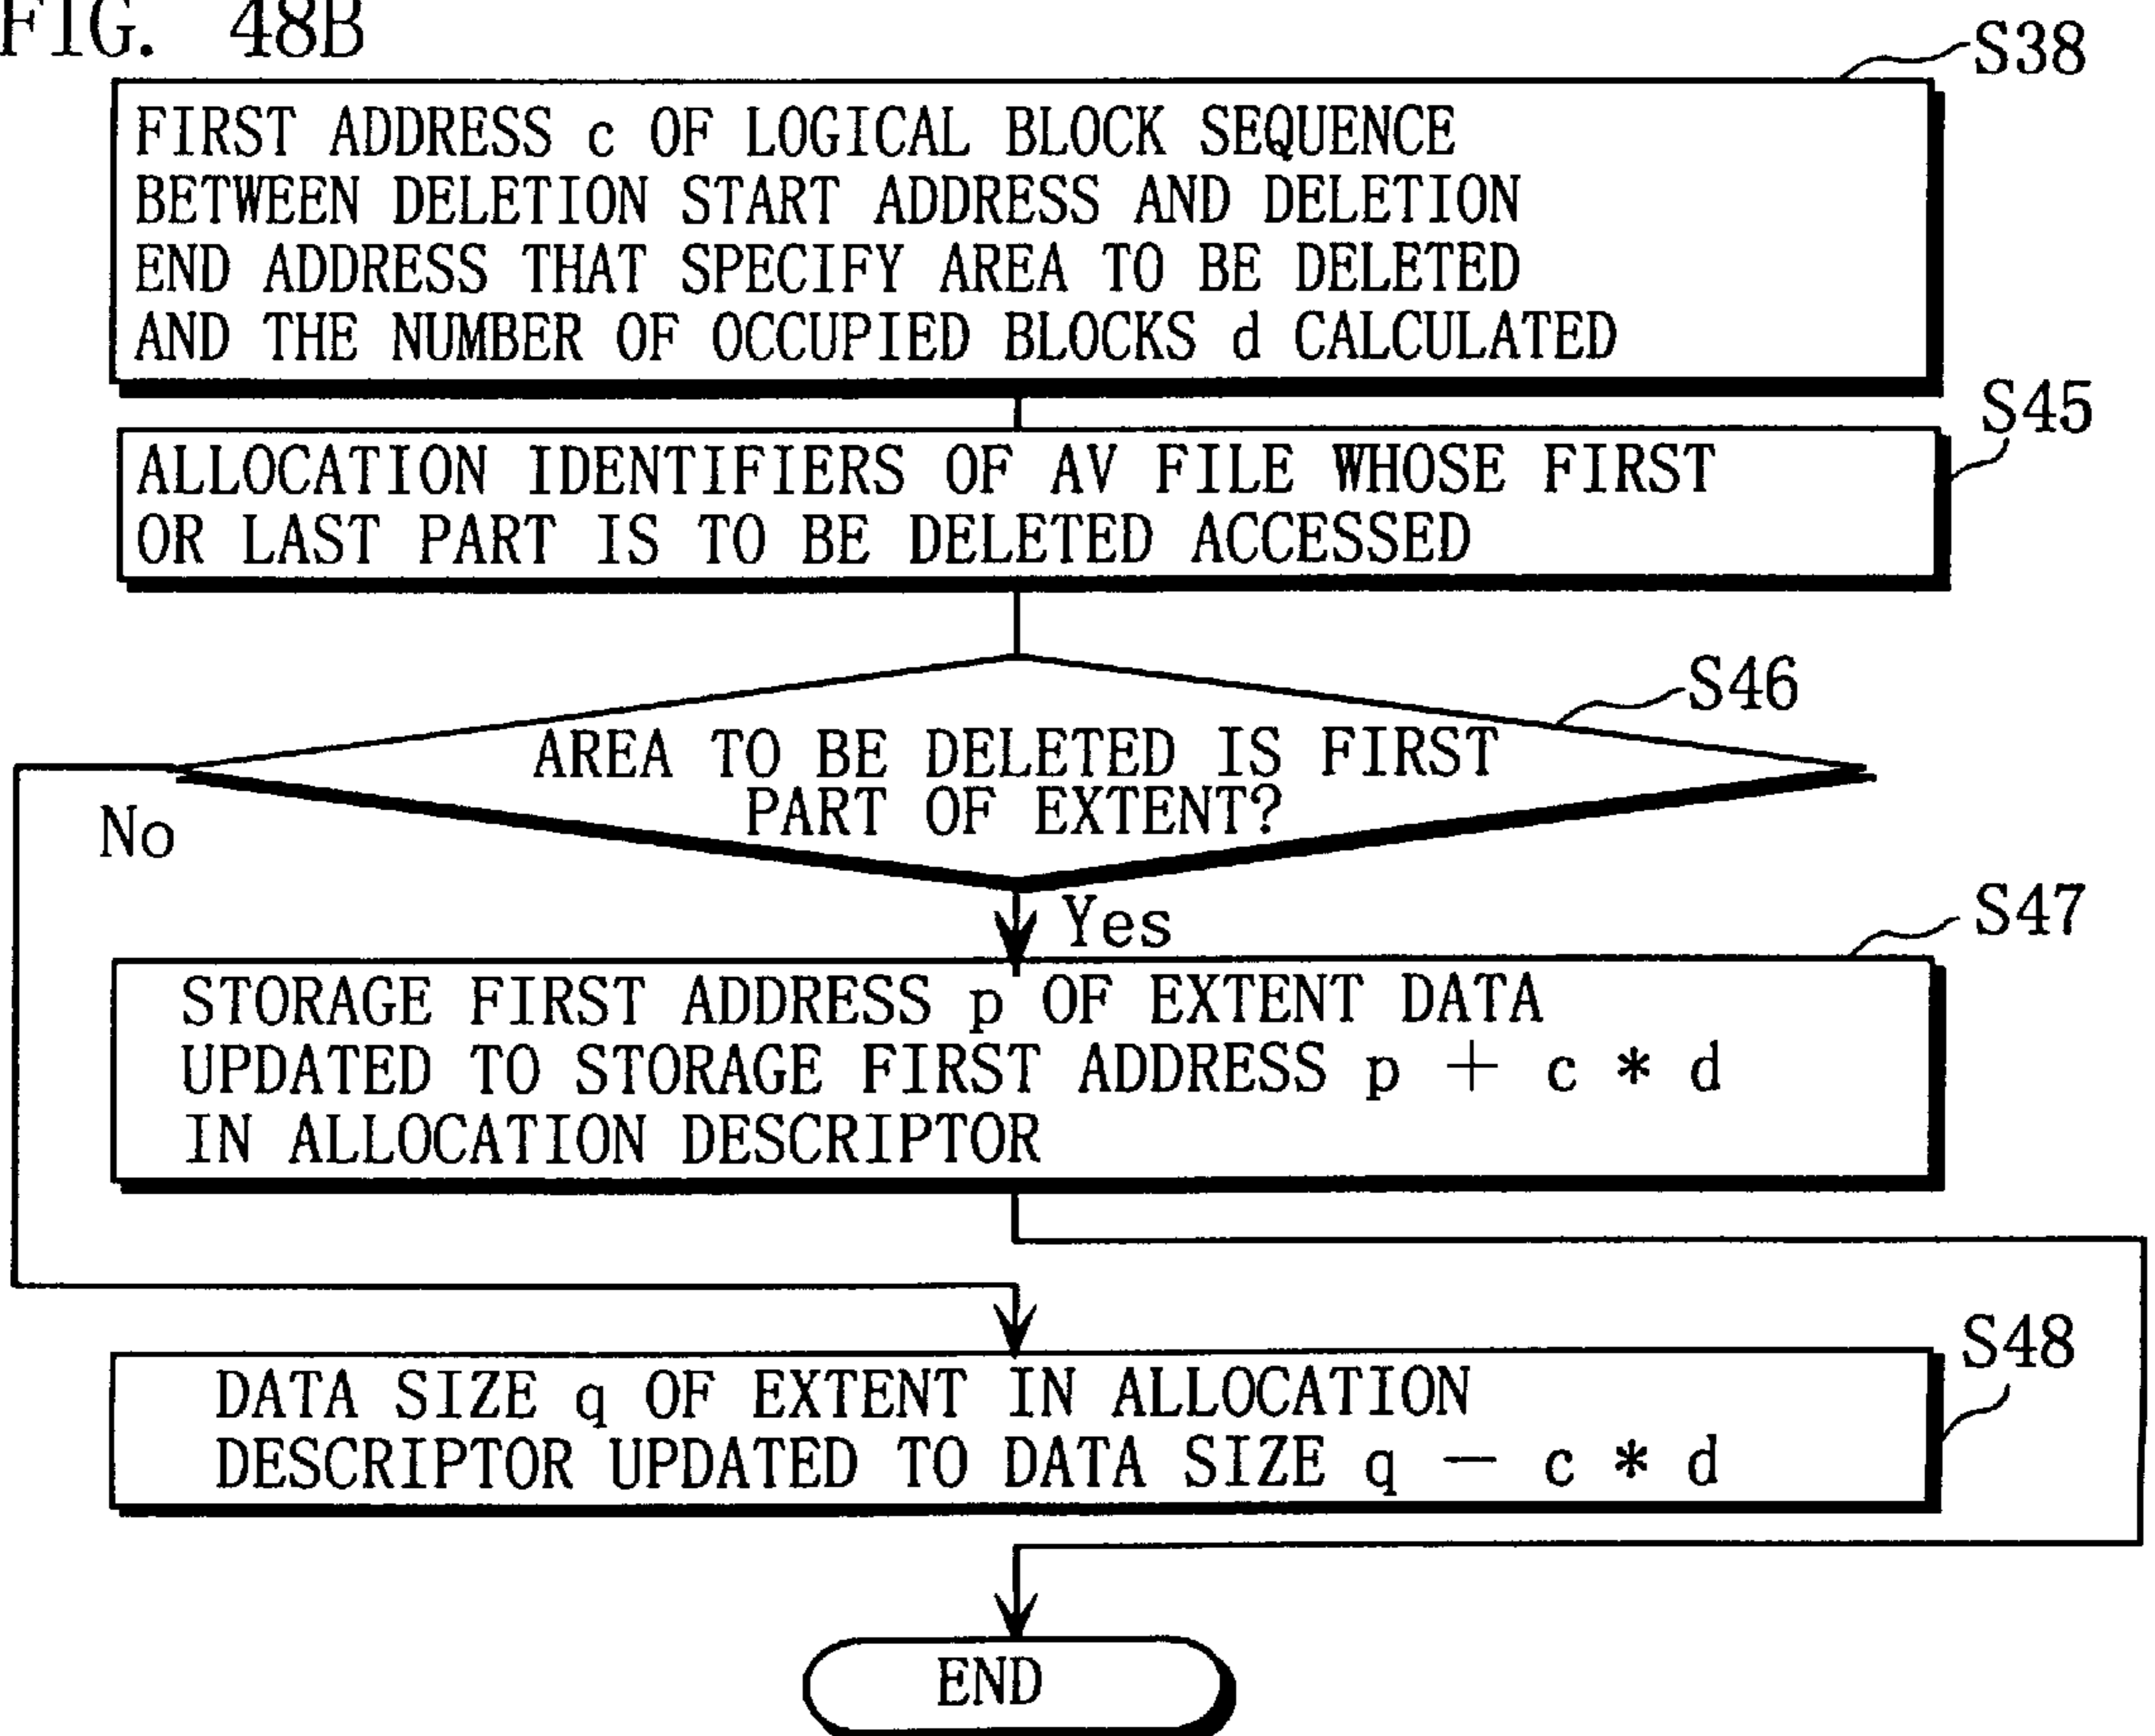 FIG. 48B
S38
FIRST ADDRESS c OF LOGICAL BLOCK SEQUENCE
BETWEEN DELETION START ADDRESS AND DELETION
END ADDRESS THAT SPECIFY AREA TO BE DELETED
AND THE NUMBER OF OCCUPIED BLOCKS d CALCULATED
S45
ALLOCATION IDENTIFIERS OF AV FILE WHOSE FIRST
OR LAST PART IS TO BE DELETED ACCESSED
S46
AREA TO BE DELETED IS FIRST
PART OF EXTENT?
No
Yes
S47
STORAGE FIRST ADDRESS p OF EXTENT DATA
UPDATED TO STORAGE FIRST ADDRESS p + c * d
IN ALLOCATION DESCRIPTOR
S48
DATA SIZE q OF EXTENT IN ALLOCATION
DESCRIPTOR UPDATED TO DATA SIZE q - c * d
END